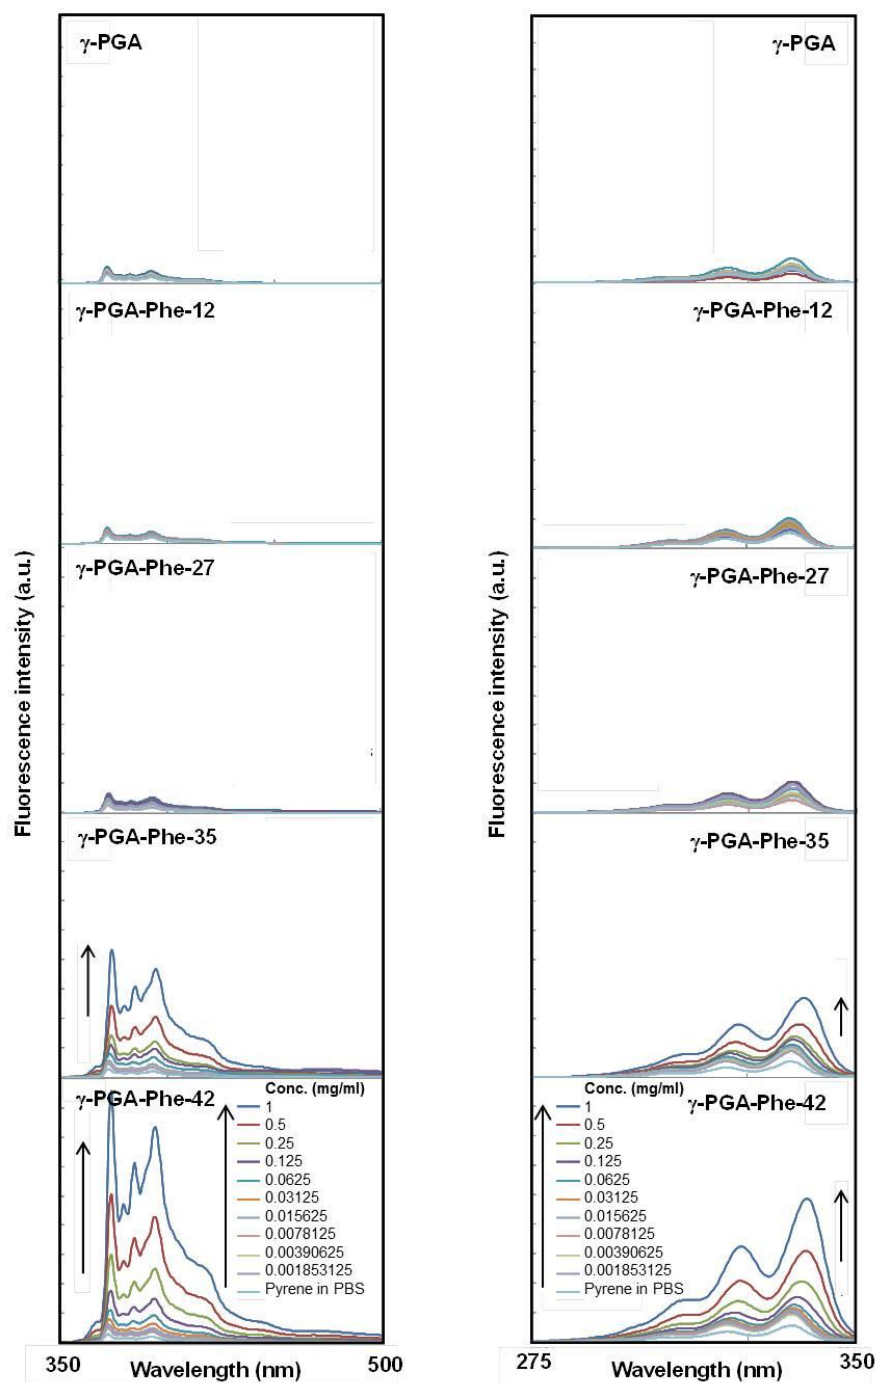 γ-PGA
γ-PGA-Phe-12
γ-PGA-Phe-27
γ-PGA-Phe-35
γ-PGA-Phe-42
Conc. (mg/ml)
1
0.5
0.25
0.125
0.0625
0.03125
0.015625
0.0078125
0.00390625
0.001853125
Pyrene in PBS
Fluorescence intensity (a.u.)
350
Wavelength (nm)
500
γ-PGA
γ-PGA-Phe-12
γ-PGA-Phe-27
γ-PGA-Phe-35
γ-PGA-Phe-42
Conc. (mg/ml)
1
0.5
0.25
0.125
0.0625
0.03125
0.015625
0.0078125
0.00390625
0.001853125
Pyrene in PBS
Fluorescence intensity (a.u.)
275
Wavelength (nm)
350